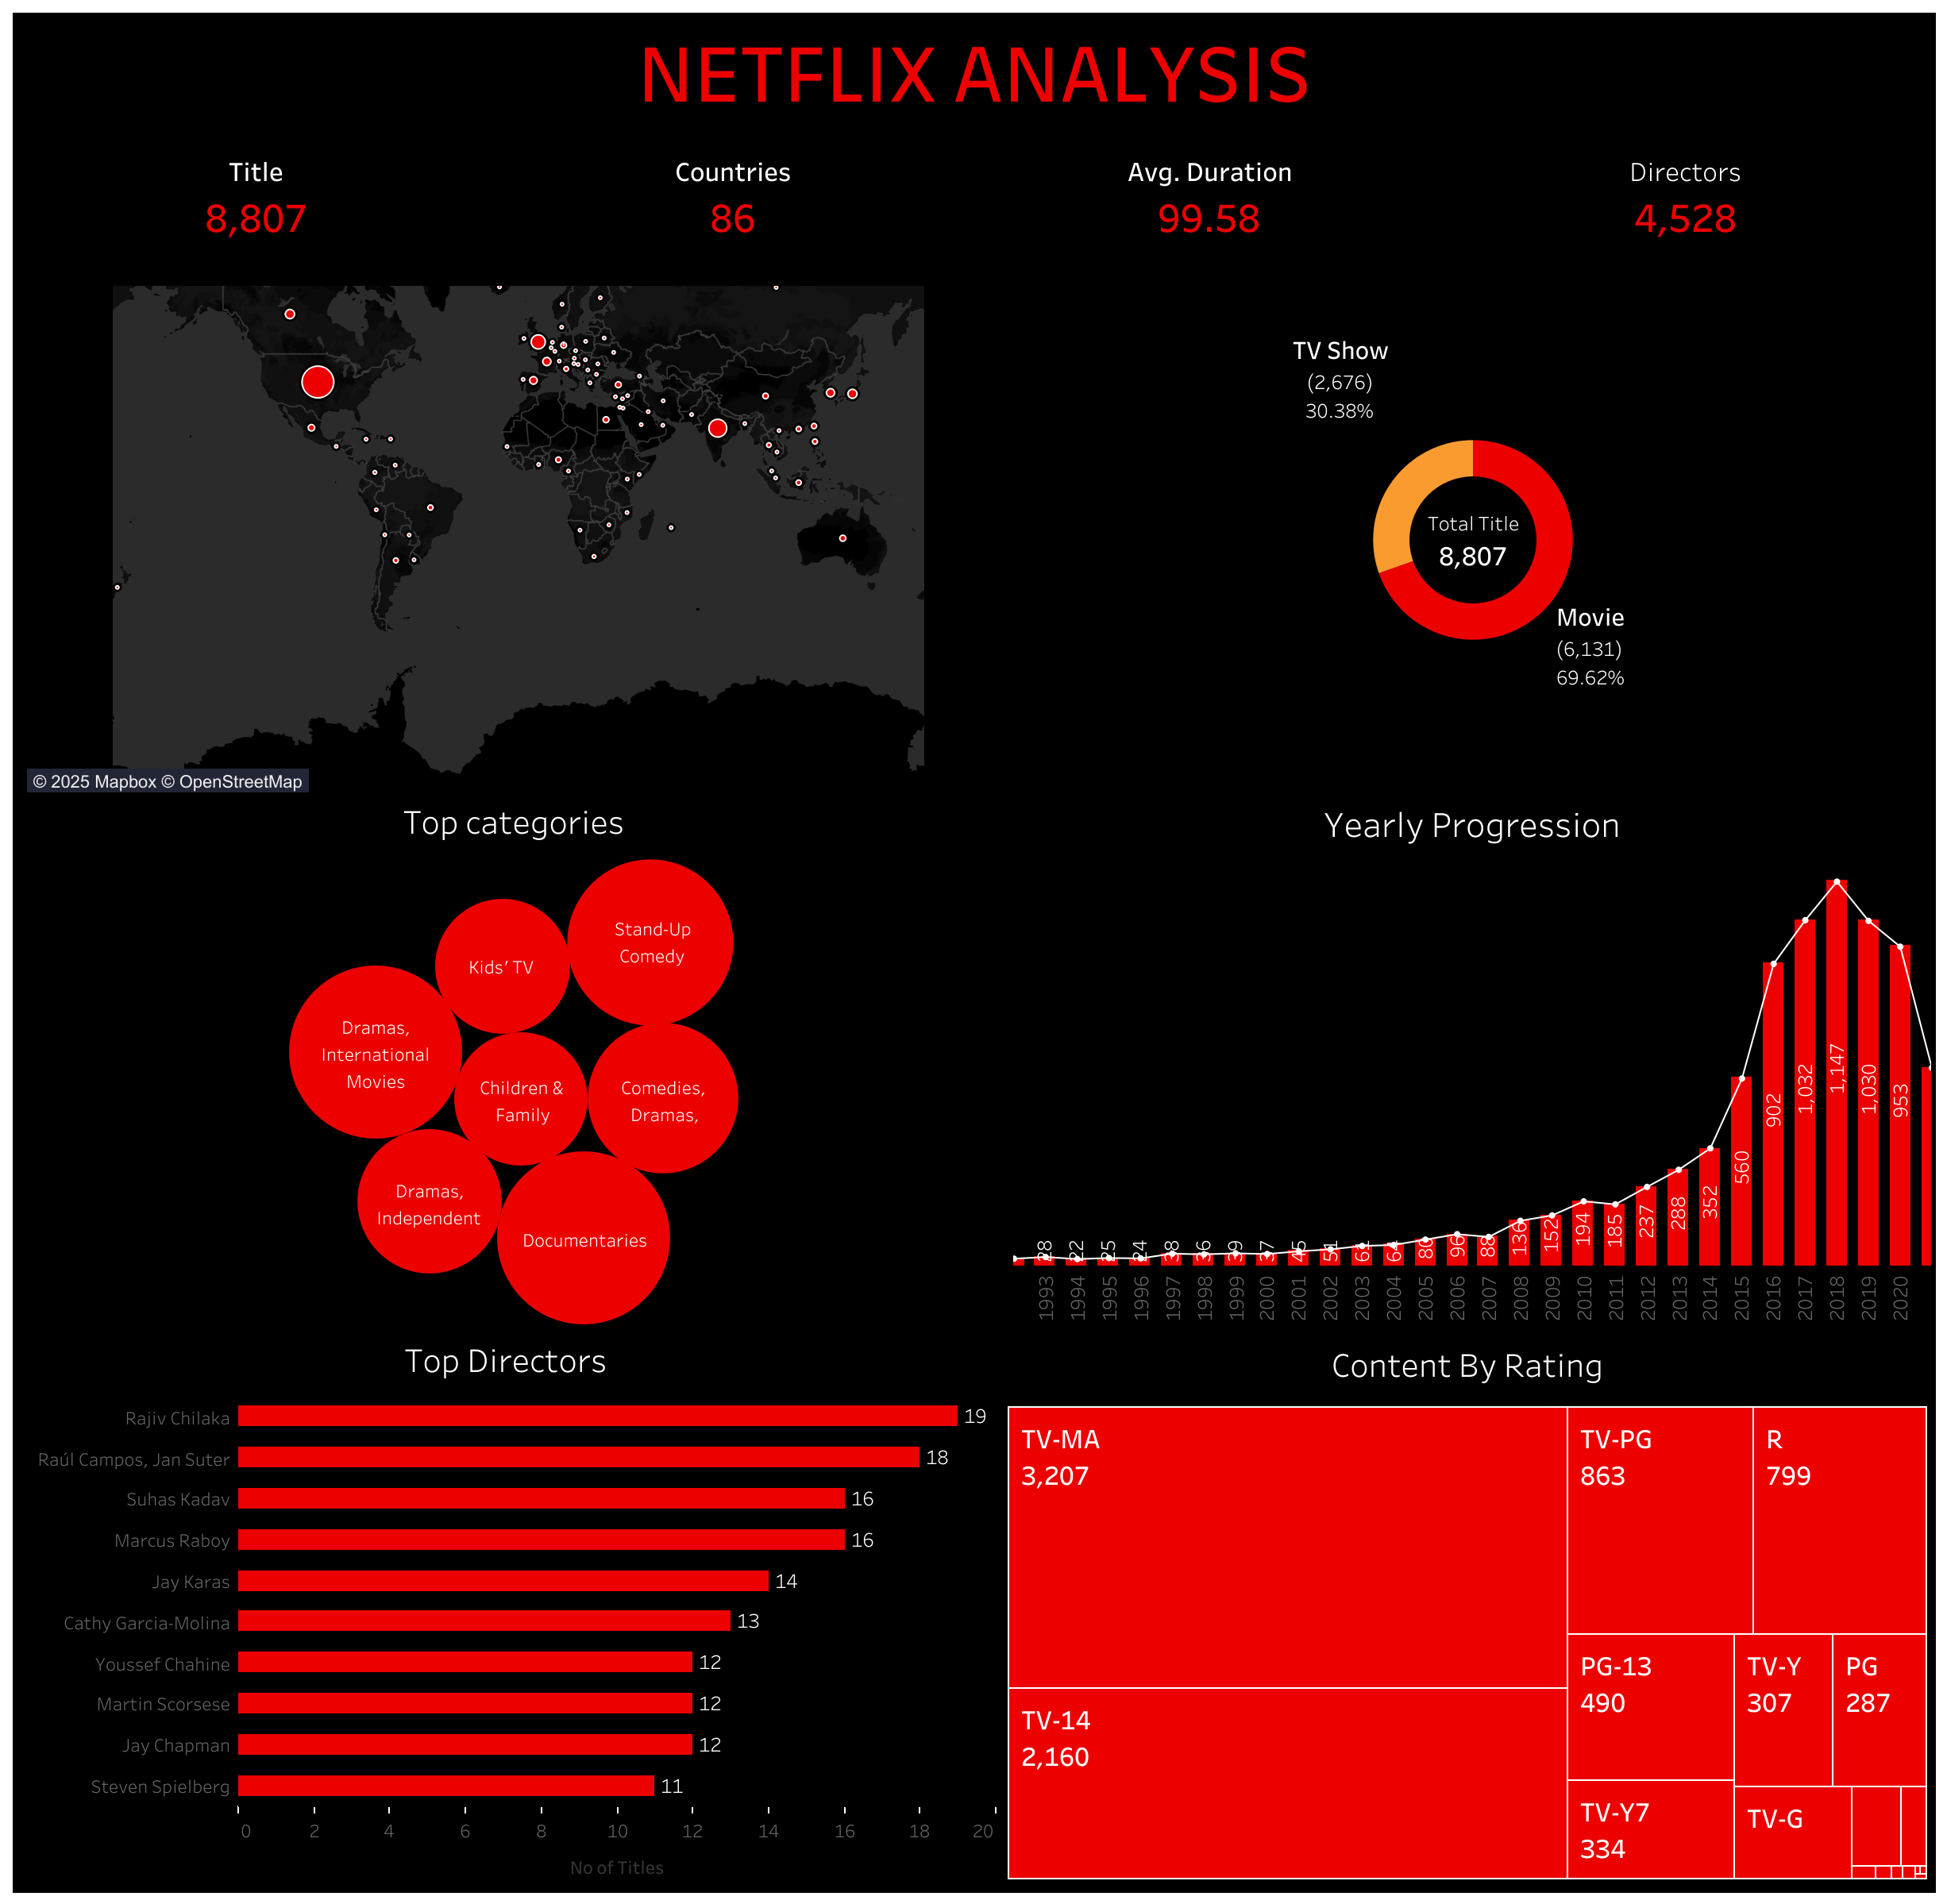 NETFLIX ANALYSIS
Title
8,807
Countries
86
Avg. Duration
99.58
Directors
4,528
© 2025 Mapbox © OpenStreetMap
TV Show
(2,676)
30.38%
Total Title
8,807
Movie
(6,131)
69.62%
Top categories
Kids' TV
Stand-Up
Comedy
Dramas,
International
Movies
Children &
Family
Comedies,
Dramas,
Dramas,
Independent
Documentaries
Yearly Progression
28
22
25
24
38
36
39
37
45
51
61
64
80
96
88
136
152
194
185
237
288
352
560
902
1,032
1,147
1,030
953
1993
1994
1995
1996
1997
1998
1999
2000
2001
2002
2003
2004
2005
2006
2007
2008
2009
2010
2011
2012
2013
2014
2015
2016
2017
2018
2019
2020
Top Directors
Rajiv Chilaka 19
Raúl Campos, Jan Suter 18
Suhas Kadav 16
Marcus Raboy 16
Jay Karas 14
Cathy Garcia-Molina 13
Youssef Chahine 12
Martin Scorsese 12
Jay Chapman 12
Steven Spielberg 11
0 2 4 6 8 10 12 14 16 18 20
No of Titles
Content By Rating
TV-MA
3,207
TV-14
2,160
TV-PG
863
R
799
PG-13
490
TV-Y
307
PG
287
TV-Y7
334
TV-G